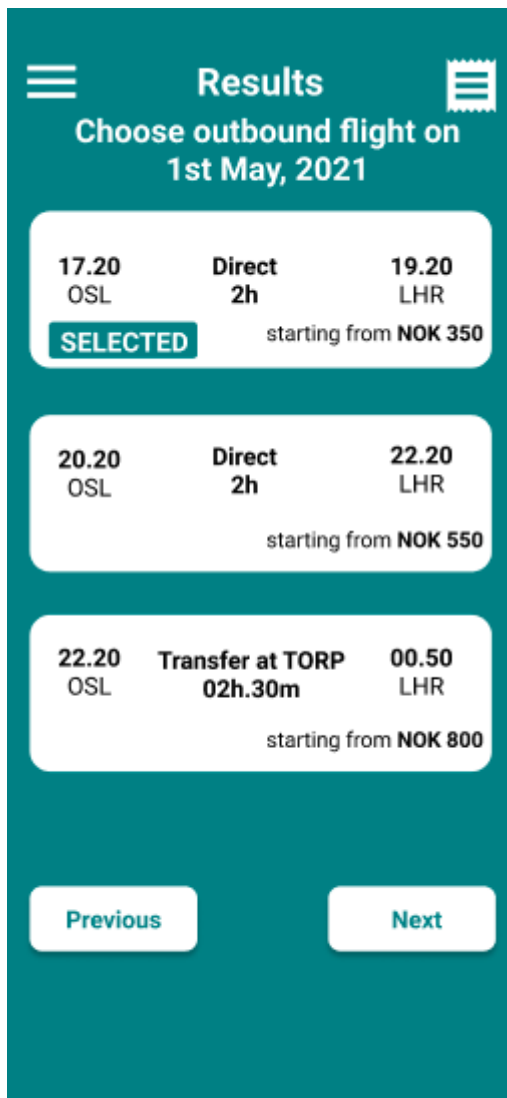 Results
Choose outbound flight on
1st May, 2021
17.20 Direct 19.20
OSL 2h LHR
SELECTED starting from NOK 350
20.20 Direct 22.20
OSL 2h LHR
starting from NOK 550
22.20 Transfer at TORP 00.50
OSL 02h.30m LHR
starting from NOK 800
Previous Next